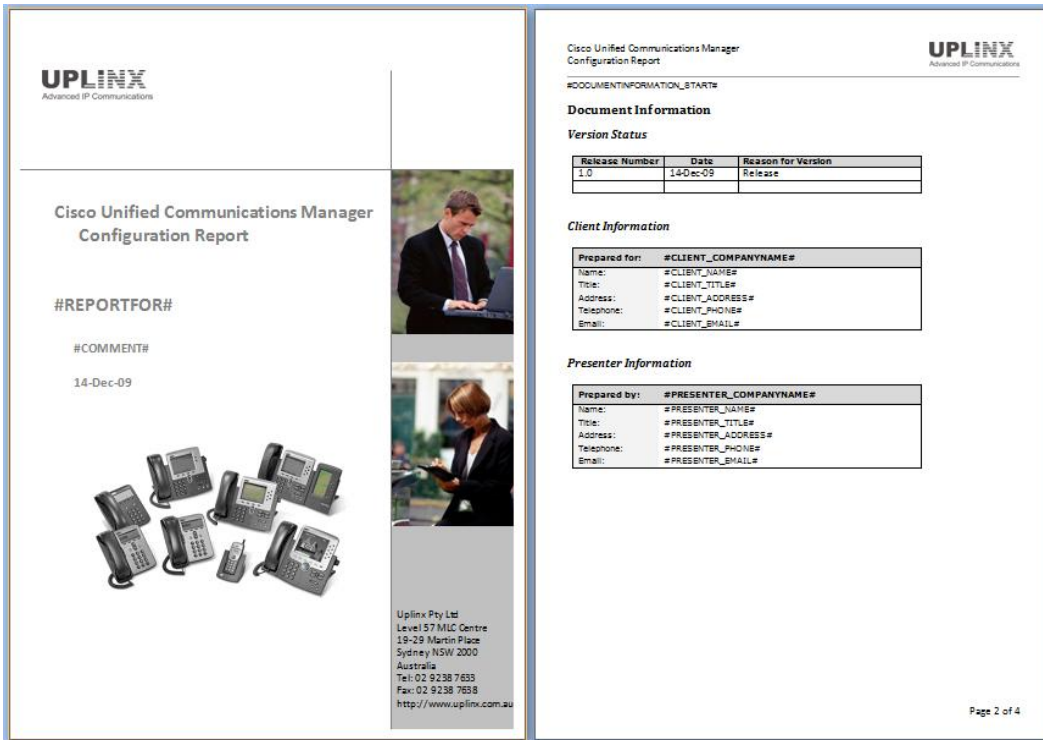 UPLINX
Advanced IP Communications
Cisco Unified Communications Manager
Configuration Report
#REPORTFOR#
#COMMENT#
14-Dec-09
Uplinx Pty Ltd
Level 57 MLC Centre
19-29 Martin Place
Sydney NSW 2000
Australia
Tel: 02 9238 7633
Fax: 02 9238 7638
http://www.uplinx.com.au
Cisco Unified Communications Manager
Configuration Report
UPLINX
Advanced IP Communications
#DOCUMENTINFORMATION_START#
Document Information
Version Status
Release Number Date Reason for Version
1.0 14-Dec-09 Release
Client Information
Prepared for: #CLIENT_COMPANYNAME#
Name: #CLIENT_NAME#
Title: #CLIENT_TITLE#
Address: #CLIENT_ADDRESS#
Telephone: #CLIENT_PHONE#
Email: #CLIENT_EMAIL#
Presenter Information
Prepared by: #PRESENTER_COMPANYNAME#
Name: #PRESENTER_NAME#
Title: #PRESENTER_TITLE#
Address: #PRESENTER_ADDRESS#
Telephone: #PRESENTER_PHONE#
Email: #PRESENTER_EMAIL#
Page 2 of 4